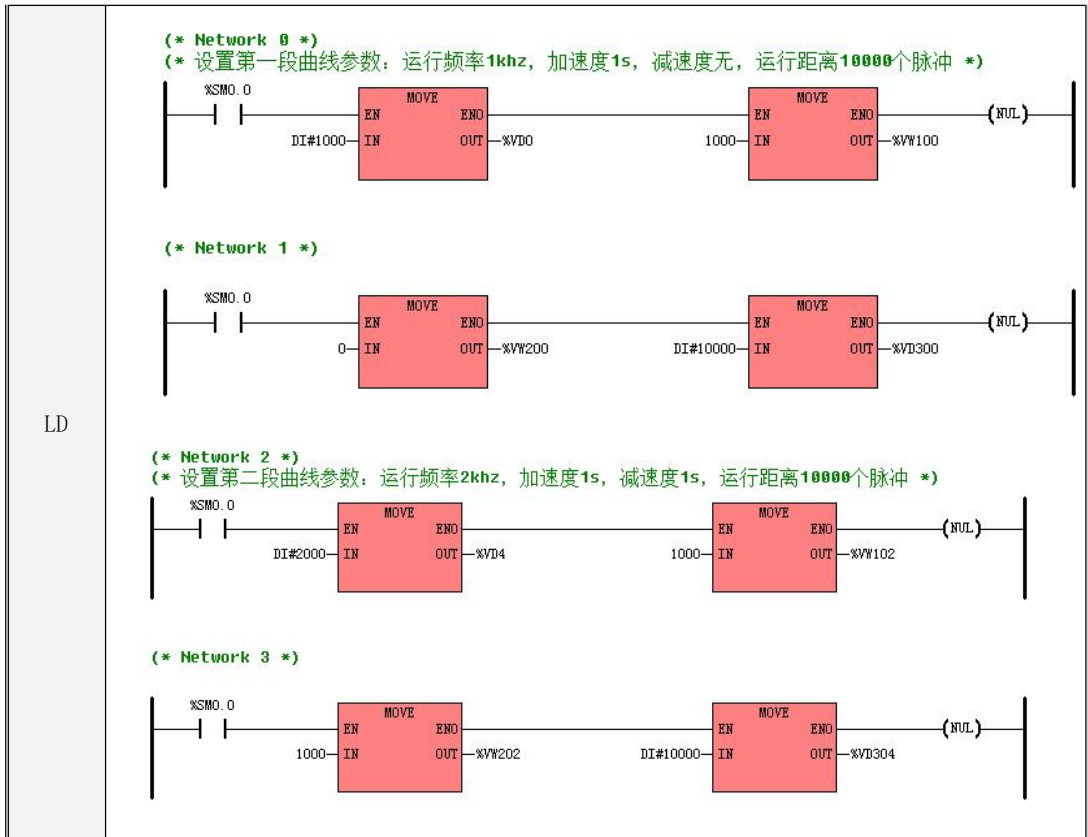 (* Network 0 *)
(* 设置第一段曲线参数：运行频率1khz，加速度1s，减速度无，运行距离10000个脉冲 *)
%SM0.0
MOVE MOVE
EN ENO EN ENO (NUL)
DI#1000 IN OUT %VD0 1000 IN OUT %VW100
(* Network 1 *)
%SM0.0
MOVE MOVE
EN ENO EN ENO (NUL)
0 IN OUT %VW200 DI#10000 IN OUT %VD300
LD
(* Network 2 *)
(* 设置第二段曲线参数：运行频率2khz，加速度1s，减速度1s，运行距离10000个脉冲 *)
%SM0.0
MOVE MOVE
EN ENO EN ENO (NUL)
DI#2000 IN OUT %VD4 1000 IN OUT %VW102
(* Network 3 *)
%SM0.0
MOVE MOVE
EN ENO EN ENO (NUL)
1000 IN OUT %VW202 DI#10000 IN OUT %VD304